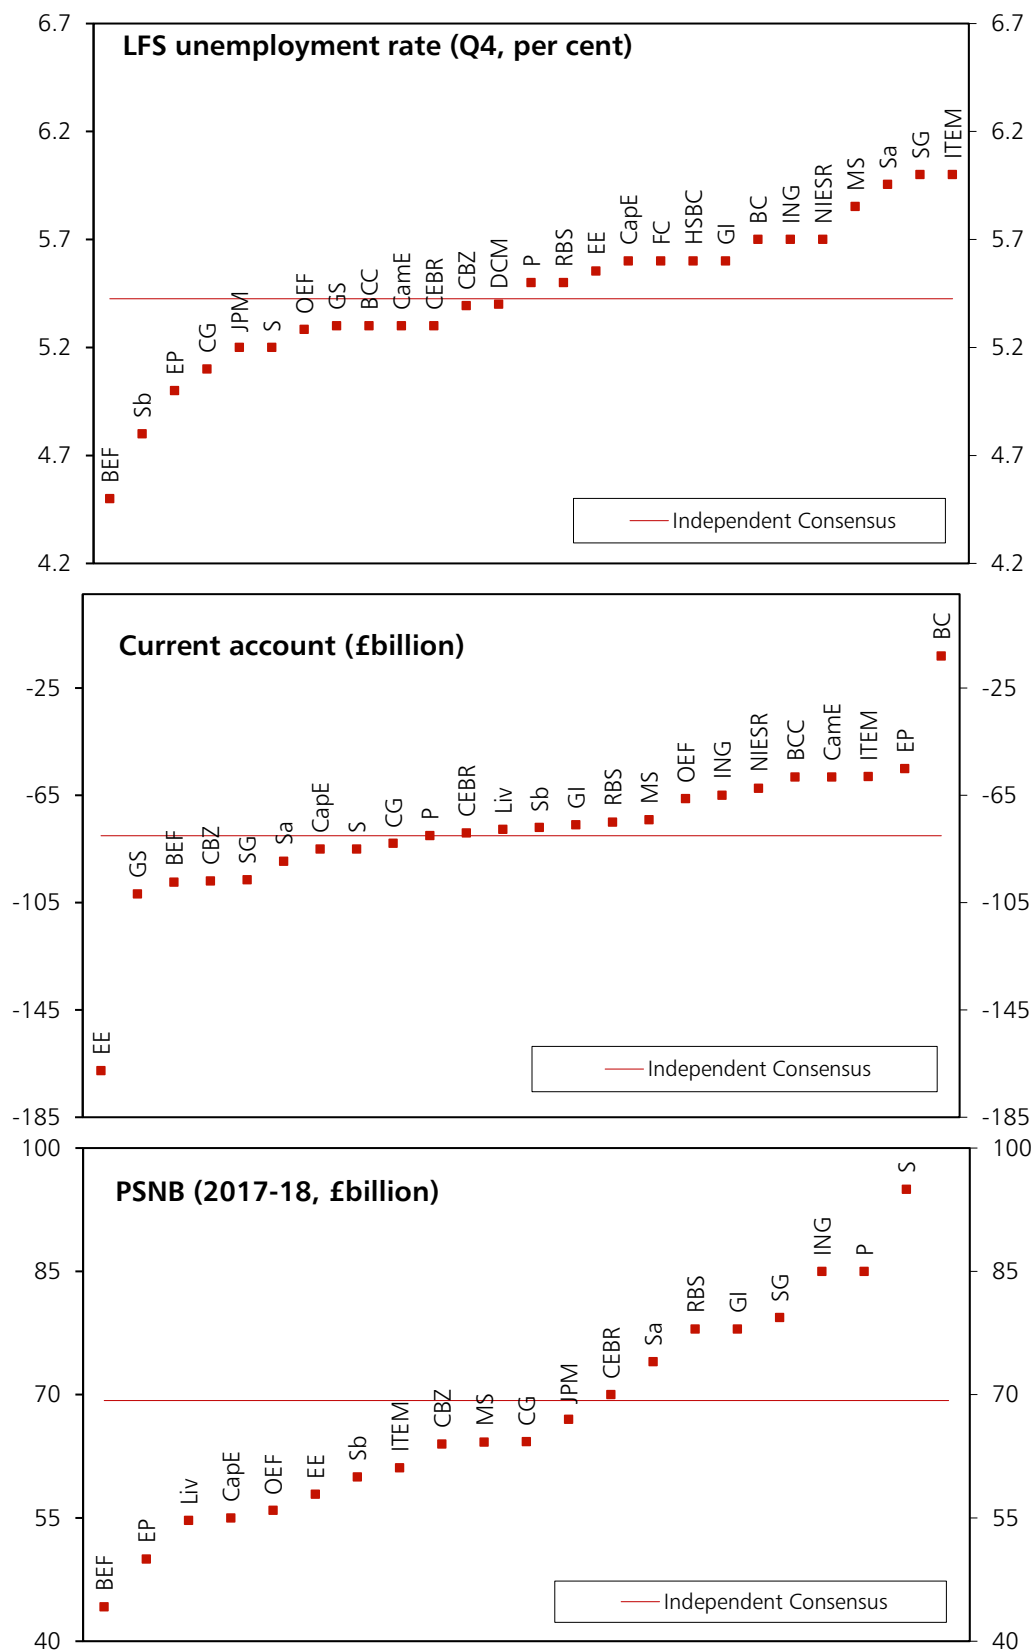 LFS unemployment rate (Q4, per cent)
6.7
6.7
6.2
6.2
5.7
5.7
5.2
5.2
4.7
4.7
4.2
4.2
BEF
Sb
EP
CG
JPM
S
OEF
GS
BCC
CamE
CEBR
CBZ
DCM
P
RBS
EE
CapE
FC
HSBC
GI
BC
ING
NIESR
MS
Sa
SG
ITEM
Independent Consensus
Current account (£billion)
-25
-25
-65
-65
-105
-105
-145
-145
-185
-185
EE
GS
BEF
CBZ
SG
Sa
CapE
S
CG
P
CEBR
Liv
Sb
GI
RBS
MS
OEF
ING
NIESR
BCC
CamE
ITEM
EP
BC
Independent Consensus
PSNB (2017-18, £billion)
100
100
85
85
70
70
55
55
40
40
BEF
EP
Liv
CapE
OEF
EE
Sb
ITEM
CBZ
MS
CG
JPM
CEBR
Sa
RBS
GI
SG
ING
P
S
Independent Consensus